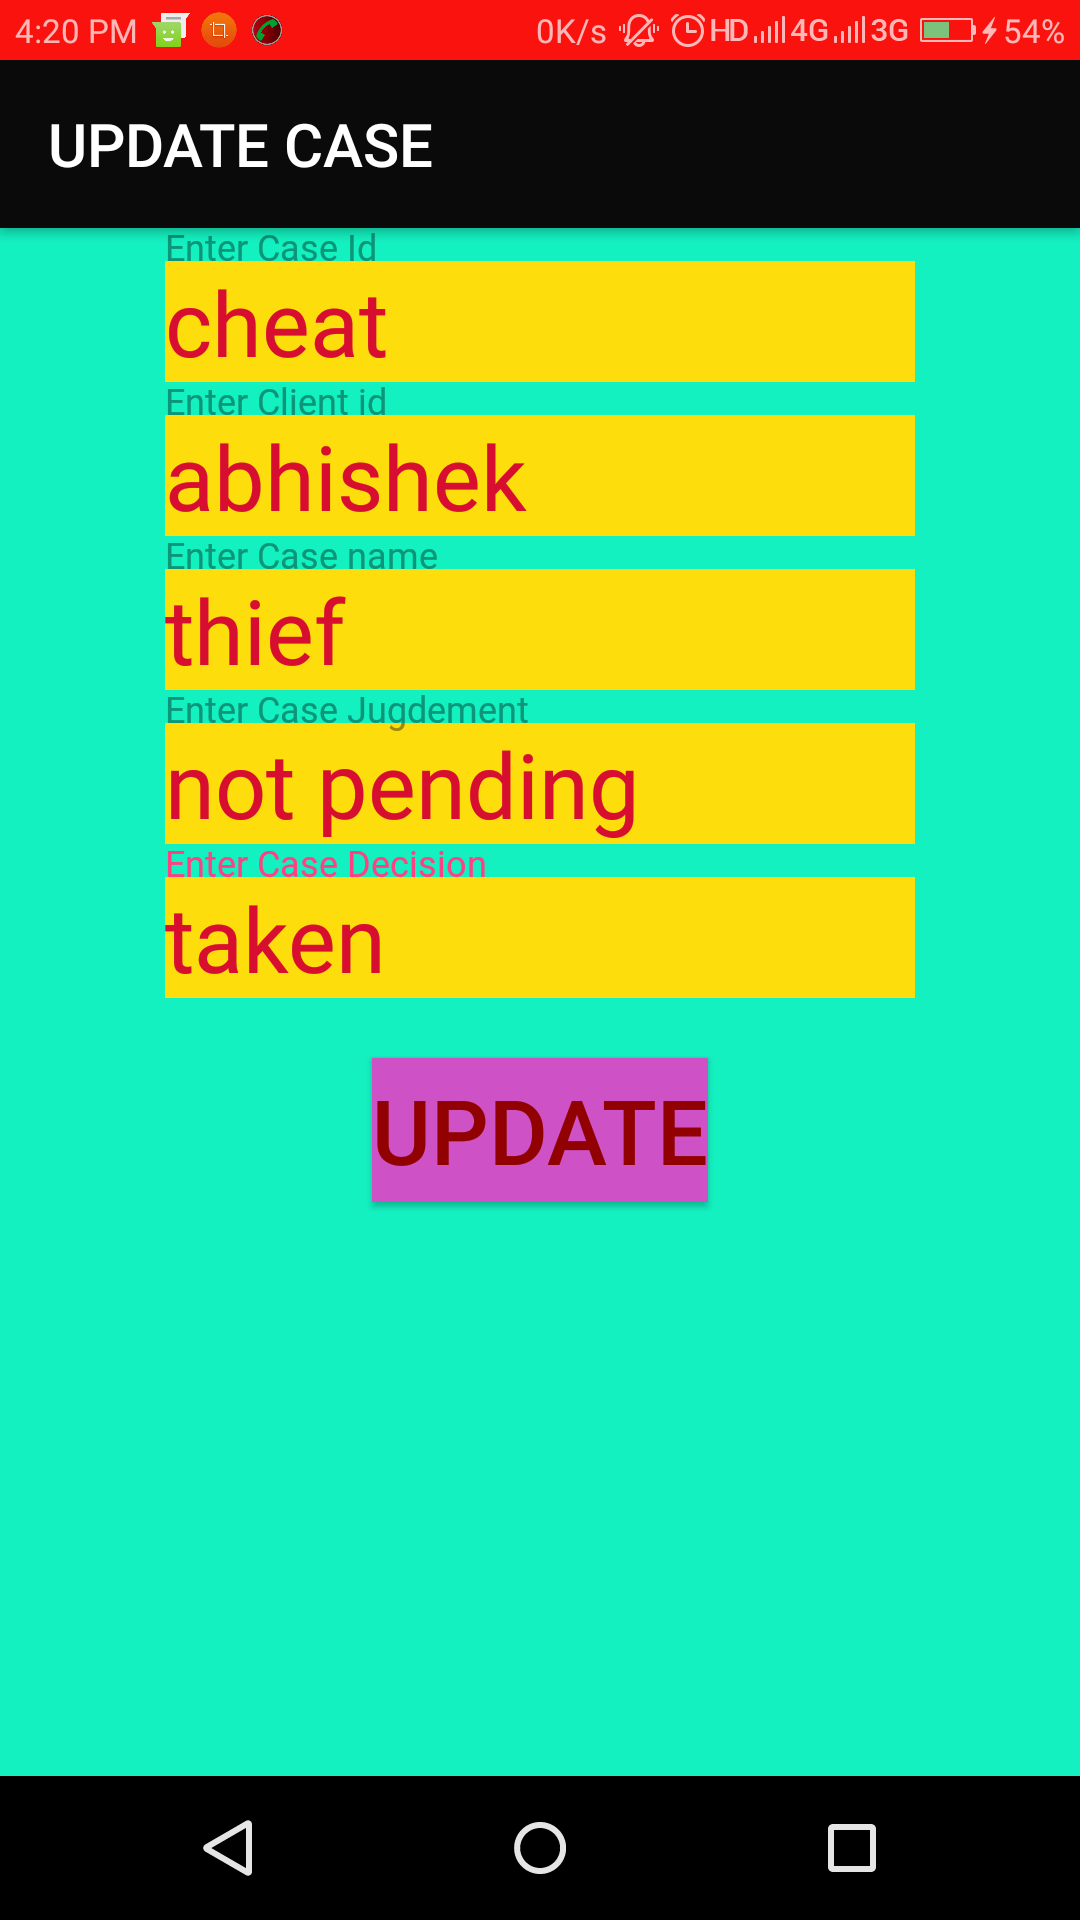 4:20 PM 0K/s HD 4G 3G 54%
UPDATE CASE
Enter Case Id
cheat
Enter Client id
abhishek
Enter Case name
thief
Enter Case Jugdement
not pending
Enter Case Decision
taken
UPDATE